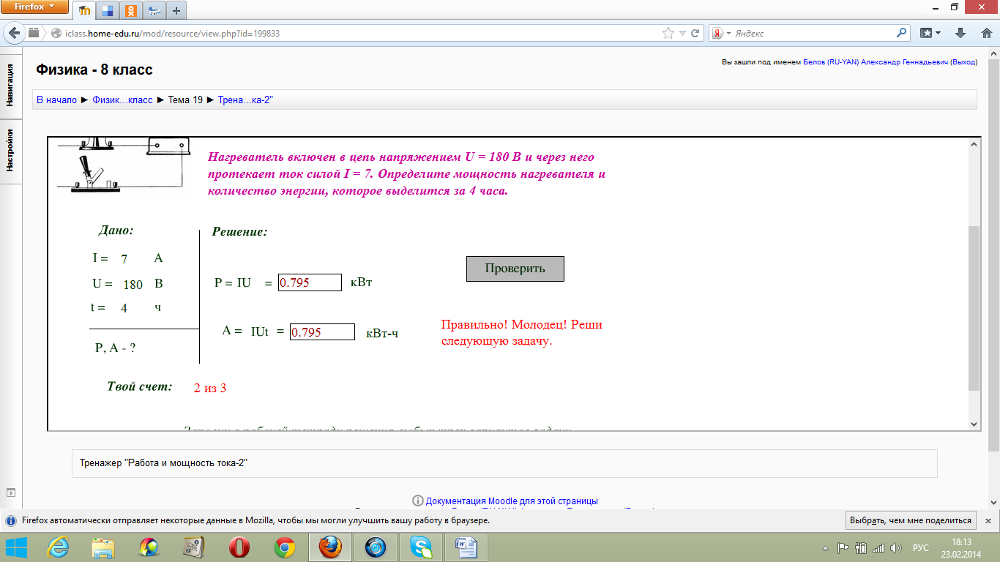 Firefox
iclass.home-edu.ru/mod/resource/view.php?id=199833
Яндекс
Навигация
Настройки
Физика - 8 класс
Вы зашли под именем Белов (RU-YAN) Александр Геннадьевич (Выход)
В начало ► Физик...класс ► Тема 19 ► Трена...ка-2"
Нагреватель включен в цепь напряжением U = 180 В и через него
протекает ток силой I = 7. Определите мощность нагревателя и
количество энергии, которое выделится за 4 часа.
Дано:
Решение:
I = 7 А
U = 180 В
t = 4 ч
P, A - ?
P = IU = 0.795 кВт
A = IUt = 0.795 кВт-ч
Проверить
Правильно! Молодец! Реши
следующую задачу.
Твой счет: 2 из 3
Тренажер "Работа и мощность тока-2"
Документация Moodle для этой страницы
Firefox автоматически отправляет некоторые данные в Mozilla, чтобы мы могли улучшить вашу работу в браузере.
Выбрать, чем мне поделиться
РУС
18:13
23.02.2014